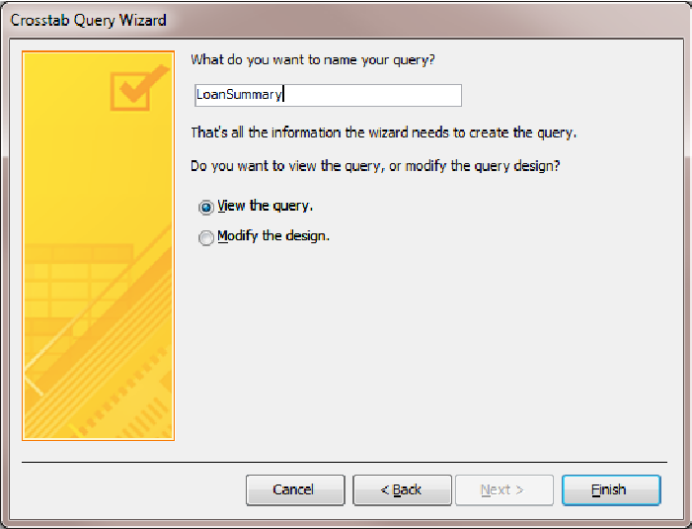 Crosstab Query Wizard
What do you want to name your query?
LoanSummary
That's all the information the wizard needs to create the query.
Do you want to view the query, or modify the query design?
View the query.
Modify the design.
Cancel
< Back
Next >
Finish